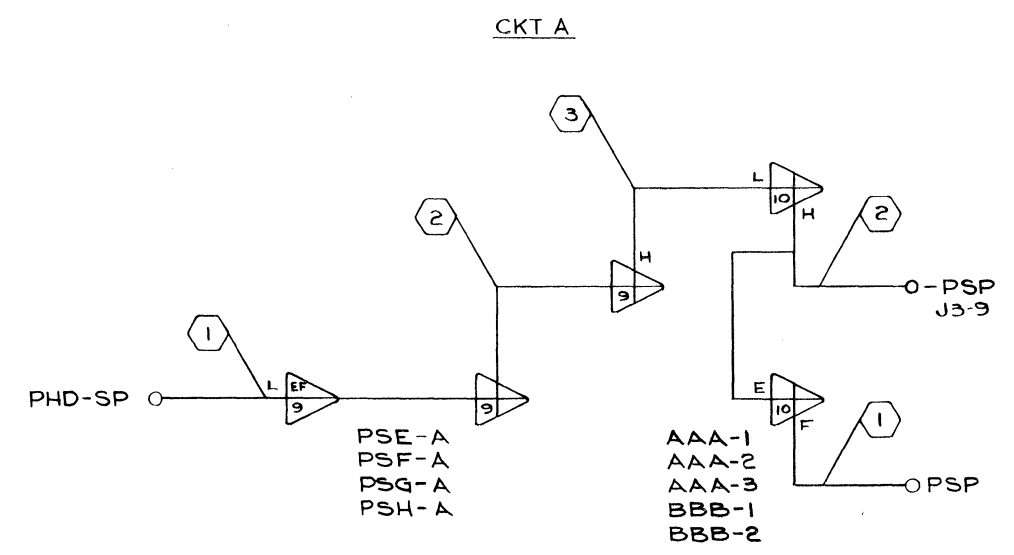 CKT A
3
L
10
H
2
2
H
9
O-PSP
J3-9
1
PHD-SP
L
EF
9
9
E
10
F
1
PSE-A
PSF-A
PSG-A
PSH-A
AAA-1
AAA-2
AAA-3
BBB-1
BBB-2
PSP